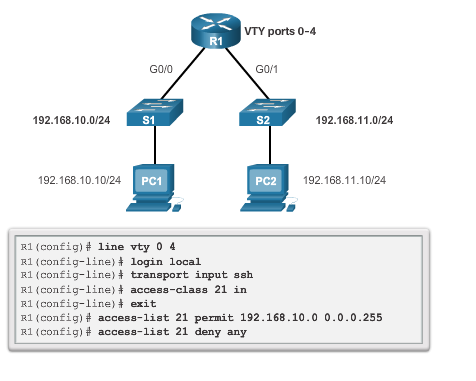 VTY ports 0-4
R1
G0/0
G0/1
192.168.10.0/24
S1
S2
192.168.11.0/24
192.168.10.10/24
PC1
PC2
192.168.11.10/24
R1(config)# line vty 0 4
R1(config-line)# login local
R1(config-line)# transport input ssh
R1(config-line)# access-class 21 in
R1(config-line)# exit
R1(config)# access-list 21 permit 192.168.10.0 0.0.0.255
R1(config)# access-list 21 deny any